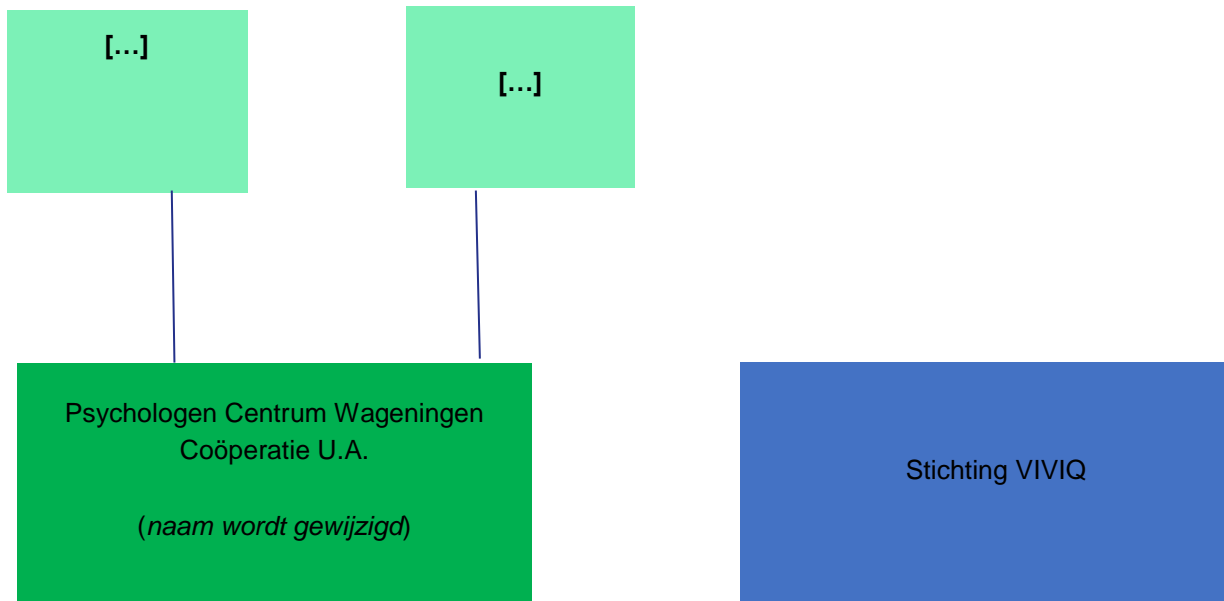 […]
[…]
Psychologen Centrum Wageningen
Coöperatie U.A.
(naam wordt gewijzigd)
Stichting VIVIQ